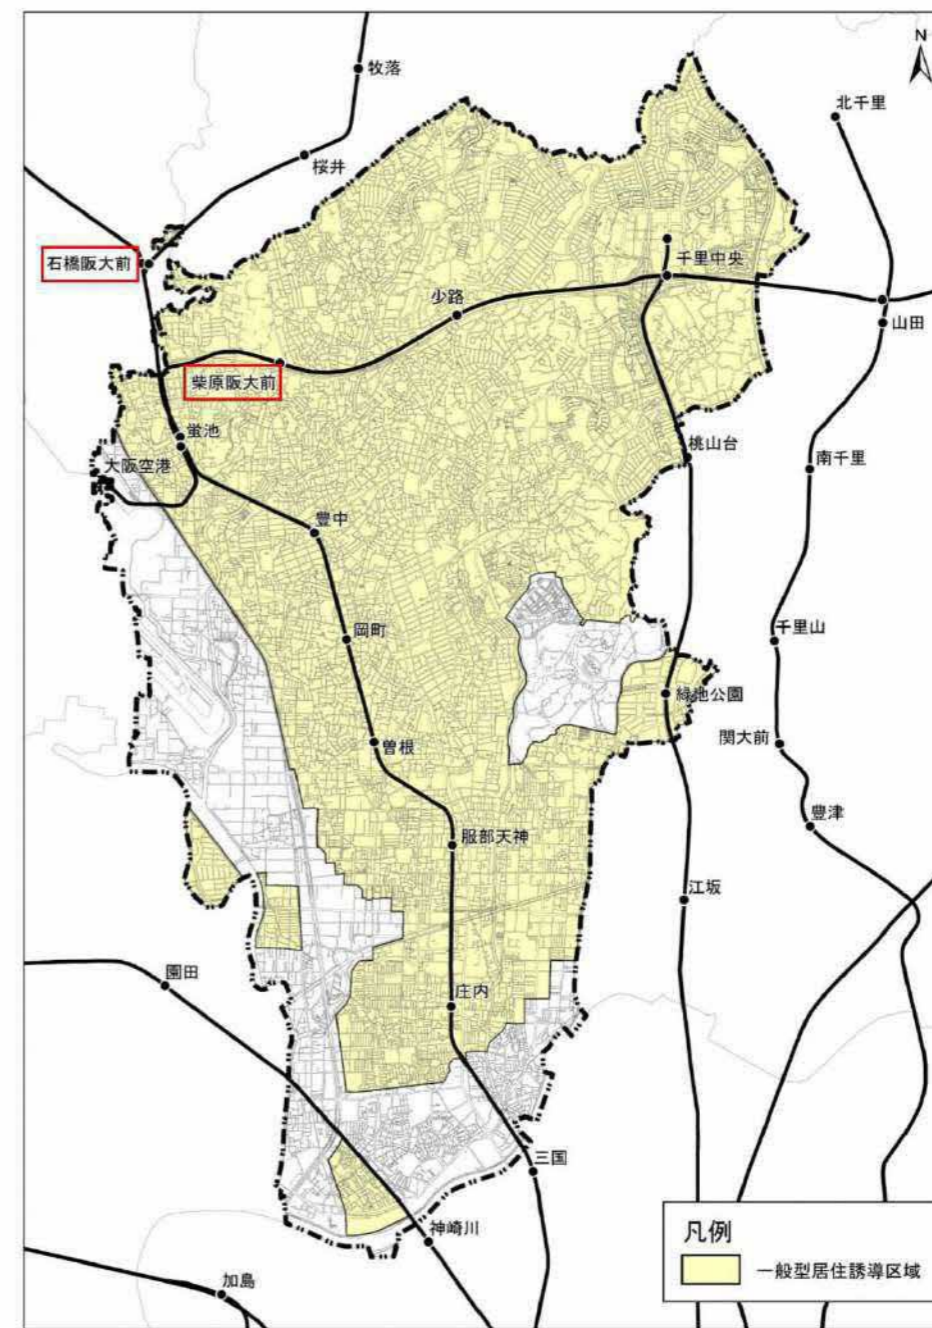 N
牧落
北千里
桜井
石橋阪大前
千里中央
少路
山田
柴原阪大前
蛍池
桃山台
大阪空港
南千里
豊中
岡町
千里山
緑地公園
曽根
関大前
豊津
服部天神
江坂
園田
庄内
三国
神崎川
加島
凡例
一般型居住誘導区域